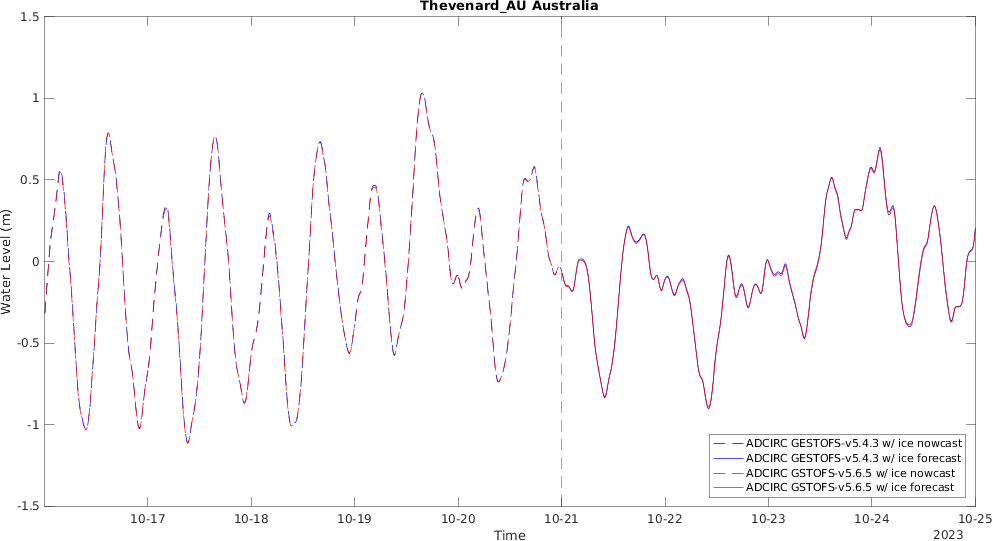 Thevenard_AU Australia
1.5
1
0.5
0
-0.5
-1
-1.5
Water Level (m)
10-17
10-18
10-19
10-20
10-21
10-22
10-23
10-24
10-25
Time
2023
ADCIRC GESTOFS-v5.4.3 w/ ice nowcast
ADCIRC GESTOFS-v5.4.3 w/ ice forecast
ADCIRC GSTOFS-v5.6.5 w/ ice nowcast
ADCIRC GSTOFS-v5.6.5 w/ ice forecast